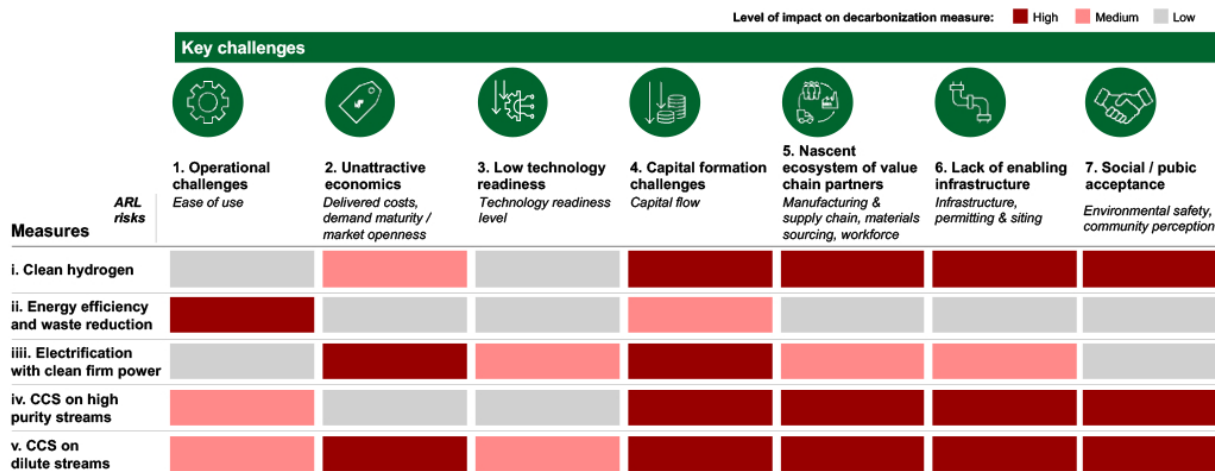 Level of impact on decarbonization measure: High Medium Low
Key challenges
1. Operational
challenges
Ease of use
2. Unattractive
economics
Delivered costs,
demand maturity /
market openness
3. Low technology
readiness
Technology readiness
level
4. Capital formation
challenges
Capital flow
5. Nascent
ecosystem of value
chain partners
Manufacturing &
supply chain, materials
sourcing, workforce
6. Lack of enabling
infrastructure
Infrastructure,
permitting & siting
7. Social / pubic
acceptance
Environmental safety,
community perception
ARL
risks
Measures
i. Clean hydrogen
ii. Energy efficiency
and waste reduction
iiii. Electrification
with clean firm power
iv. CCS on high
purity streams
v. CCS on
dilute streams